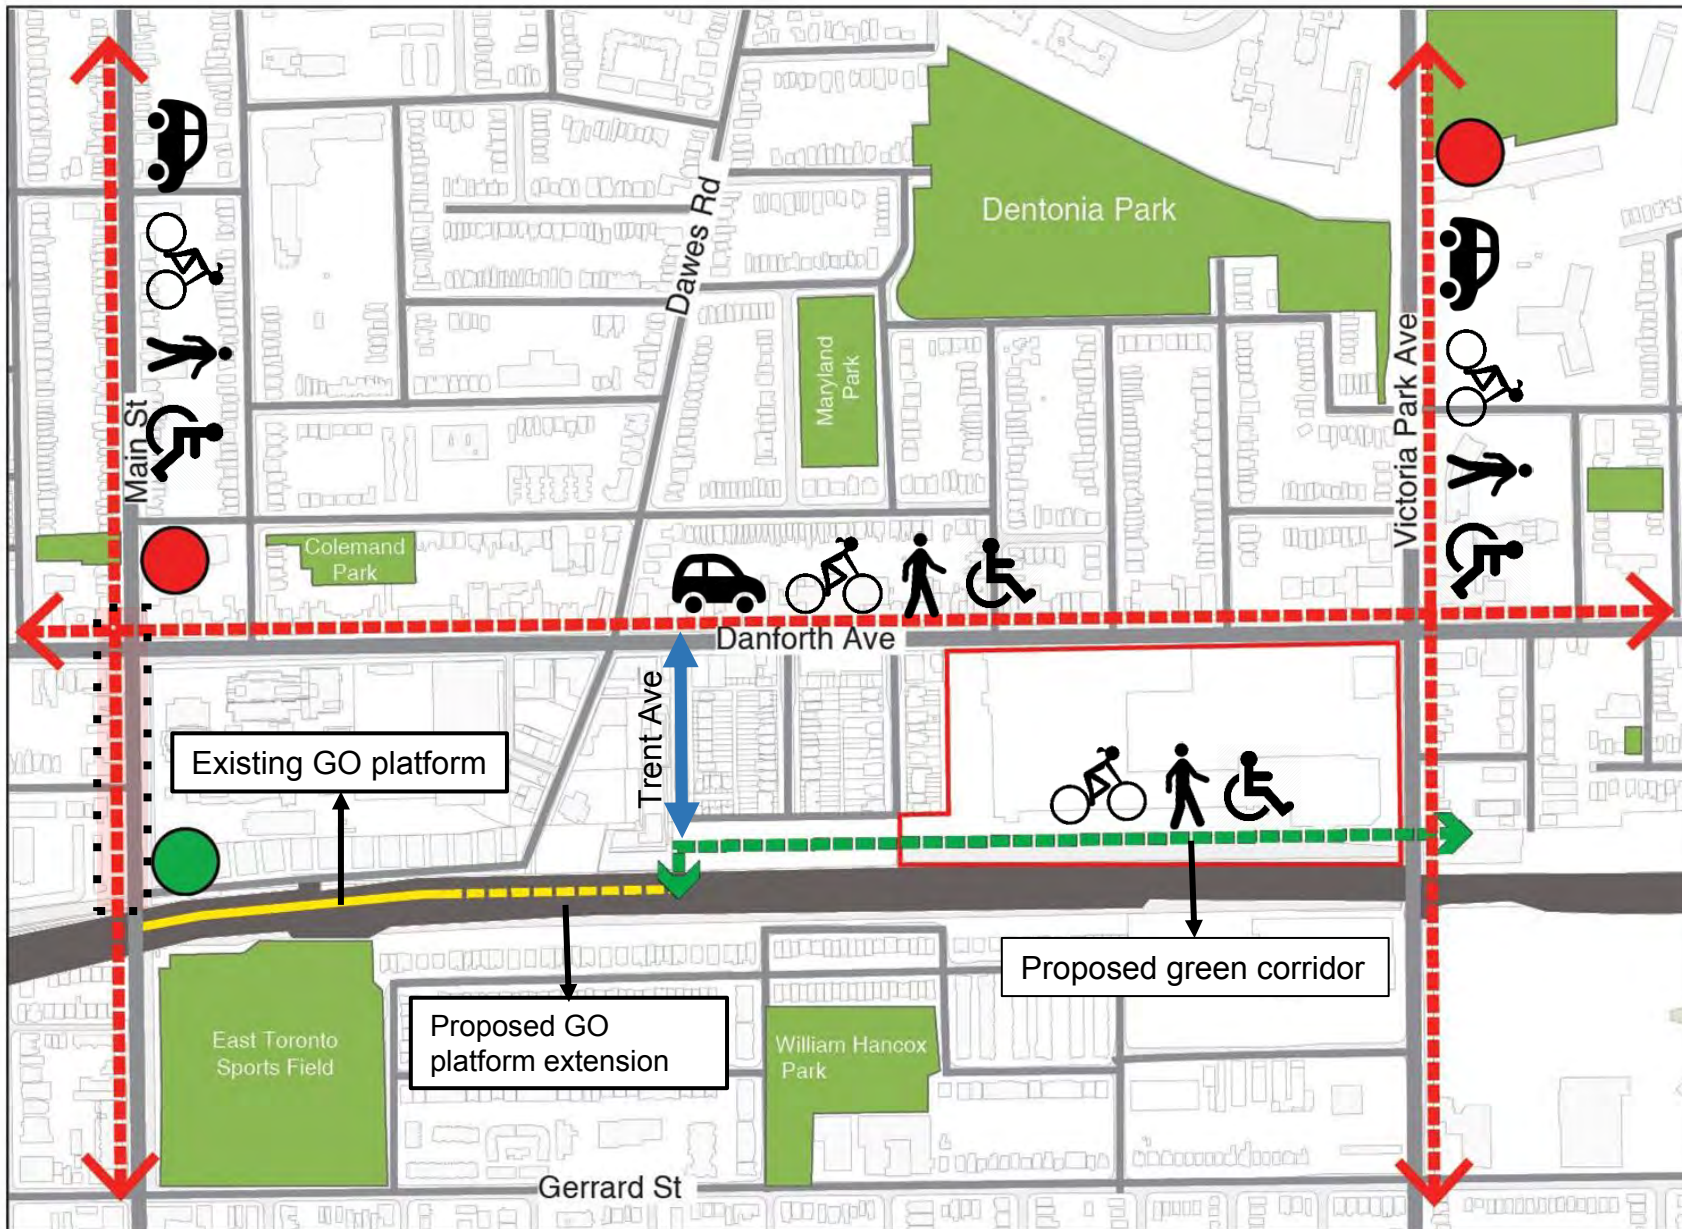 Dentonia Park
Dawes Rd
Maryland
Park
Main St
Victoria Park Ave
Colemand
Park
Danforth Ave
Trent Ave
Existing GO platform
Proposed green corridor
Proposed GO
platform extension
East Toronto
Sports Field
William Hancox
Park
Gerrard St